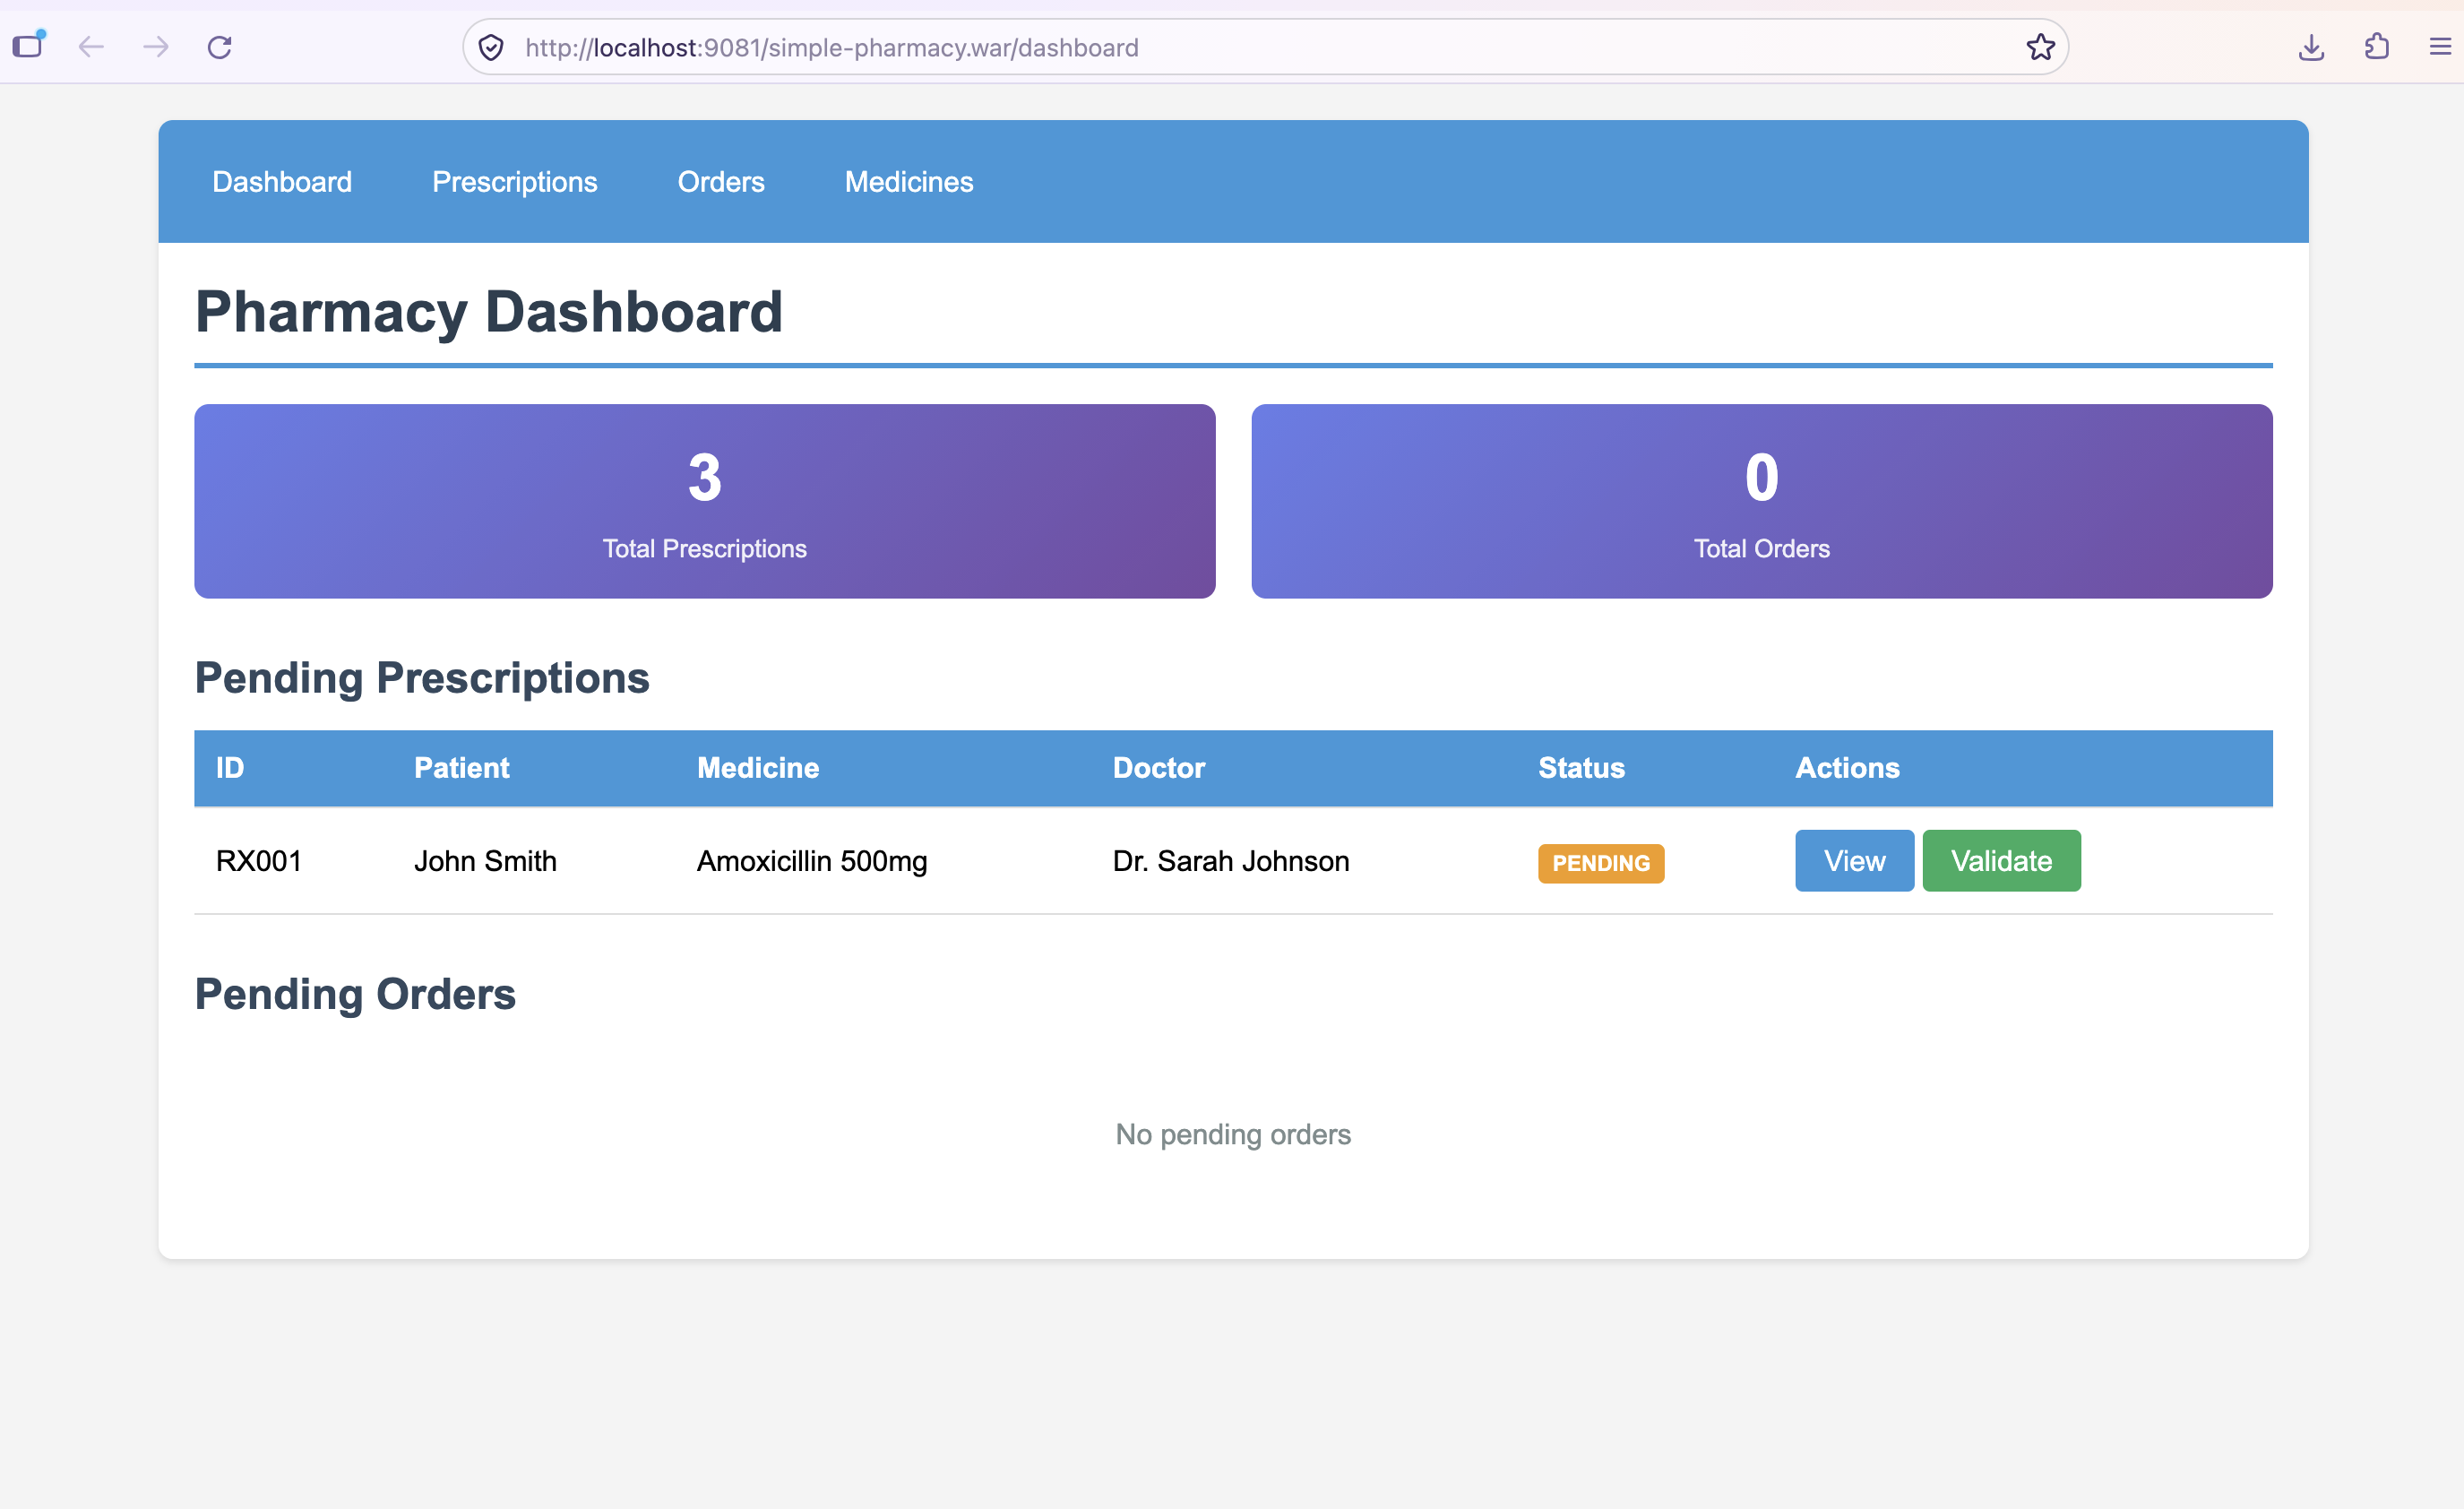 http://localhost:9081/simple-pharmacy.war/dashboard
Dashboard Prescriptions Orders Medicines
Pharmacy Dashboard
3
Total Prescriptions
0
Total Orders
Pending Prescriptions
ID Patient Medicine Doctor Status Actions
RX001 John Smith Amoxicillin 500mg Dr. Sarah Johnson PENDING View Validate
Pending Orders
No pending orders